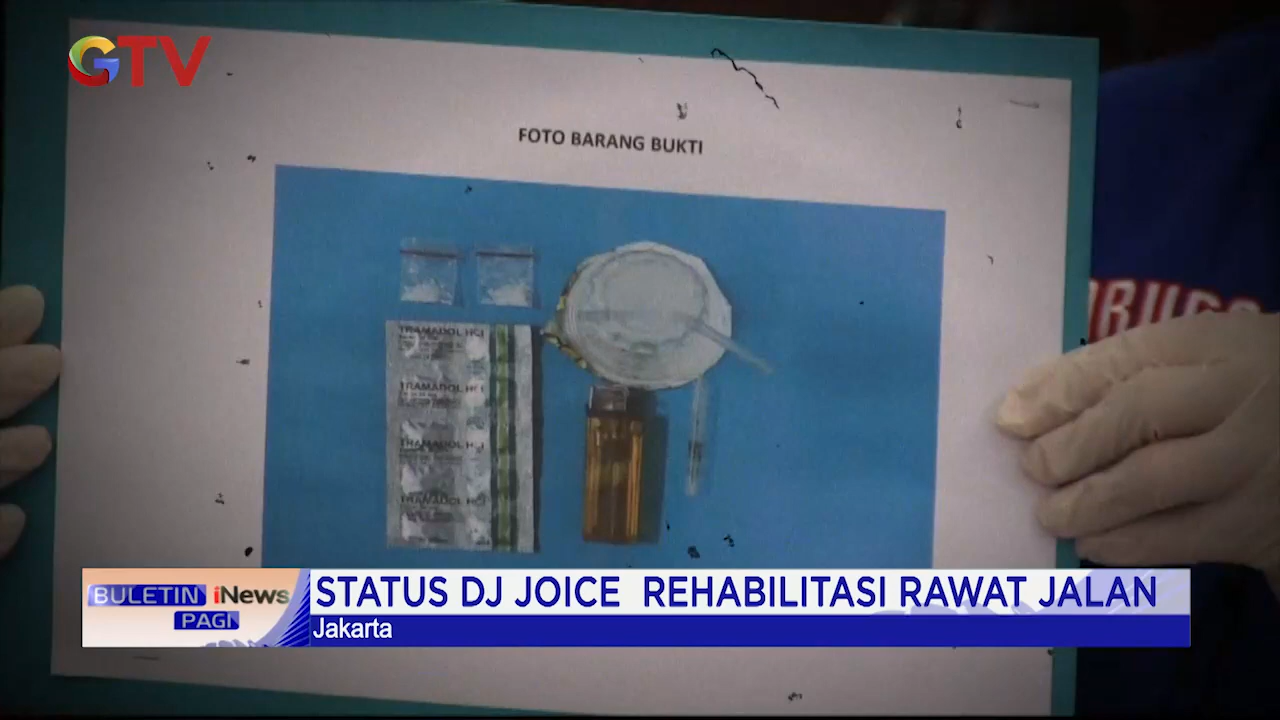 GTV
FOTO BARANG BUKTI
TRAMADOL HCl
TRAMADOL HCl
TRAMADOL HCl
TRAMADOL HCl
BULETIN iNews
PAGI
STATUS DJ JOICE REHABILITASI RAWAT JALAN
Jakarta